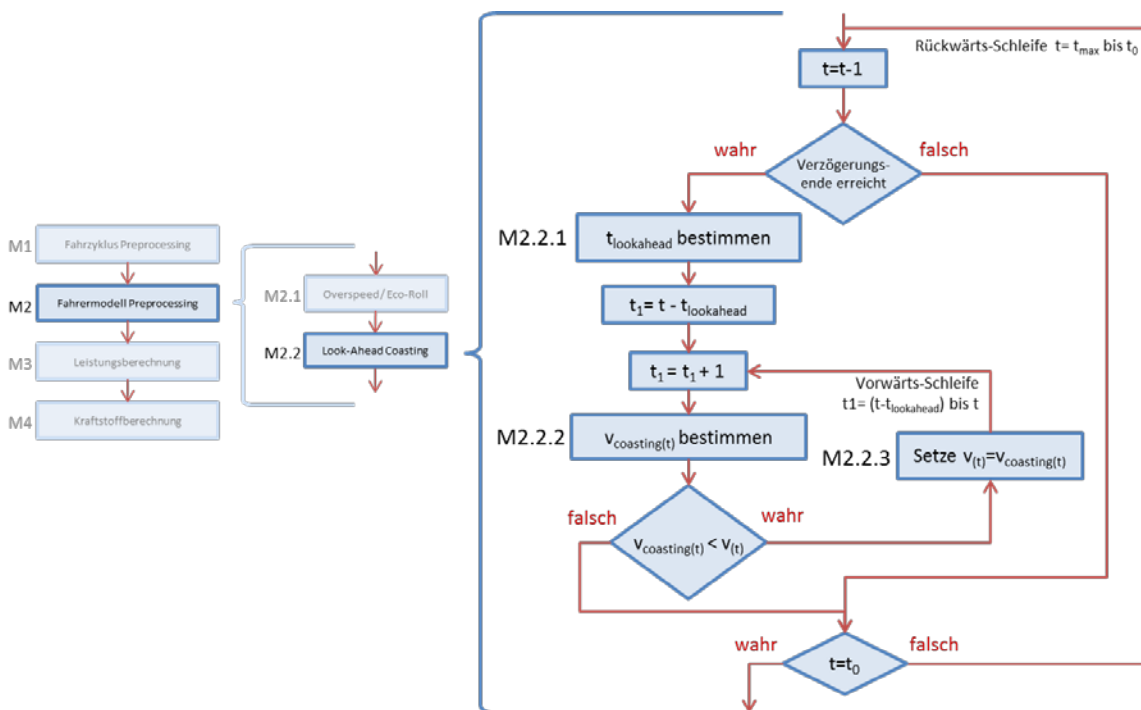 M1
Fahrzyklus Preprocessing
M2
Fahrermodell Preprocessing
M3
Leistungsberechnung
M4
Kraftstoffberechnung
M2.1
Overspeed / Eco-Roll
M2.2
Look-Ahead Coasting
Rückwärts-Schleife t= tmax bis t0
t=t-1
wahr
falsch
Verzögerungs-
ende erreicht
M2.2.1
tlookahead bestimmen
t1= t - tlookahead
t1 = t1 + 1
Vorwärts-Schleife
t1= (t-tlookahead) bis t
M2.2.2
vcoasting(t) bestimmen
M2.2.3
Setze v(t)=vcoasting(t)
falsch
wahr
vcoasting(t) < v(t)
wahr
falsch
t=t0